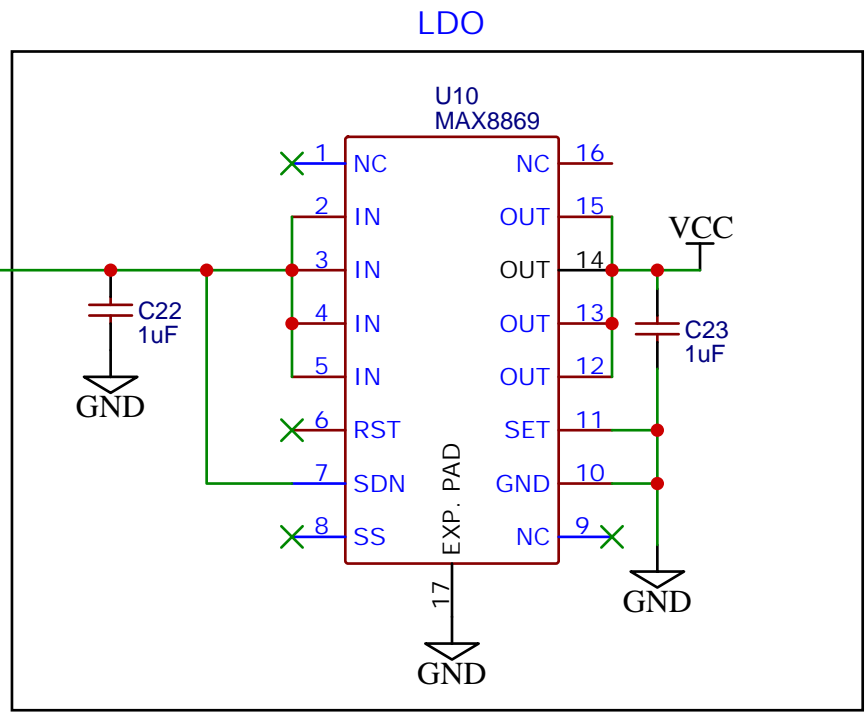 LDO
U10
MAX8869
1 NC NC 16
2 IN OUT 15
VCC
3 IN OUT 14
C22
1uF
4 IN OUT 13
C23
1uF
5 IN OUT 12
GND
6 RST SET 11
7 SDN GND 10
8 SS NC 9
EXP. PAD
17
GND
GND